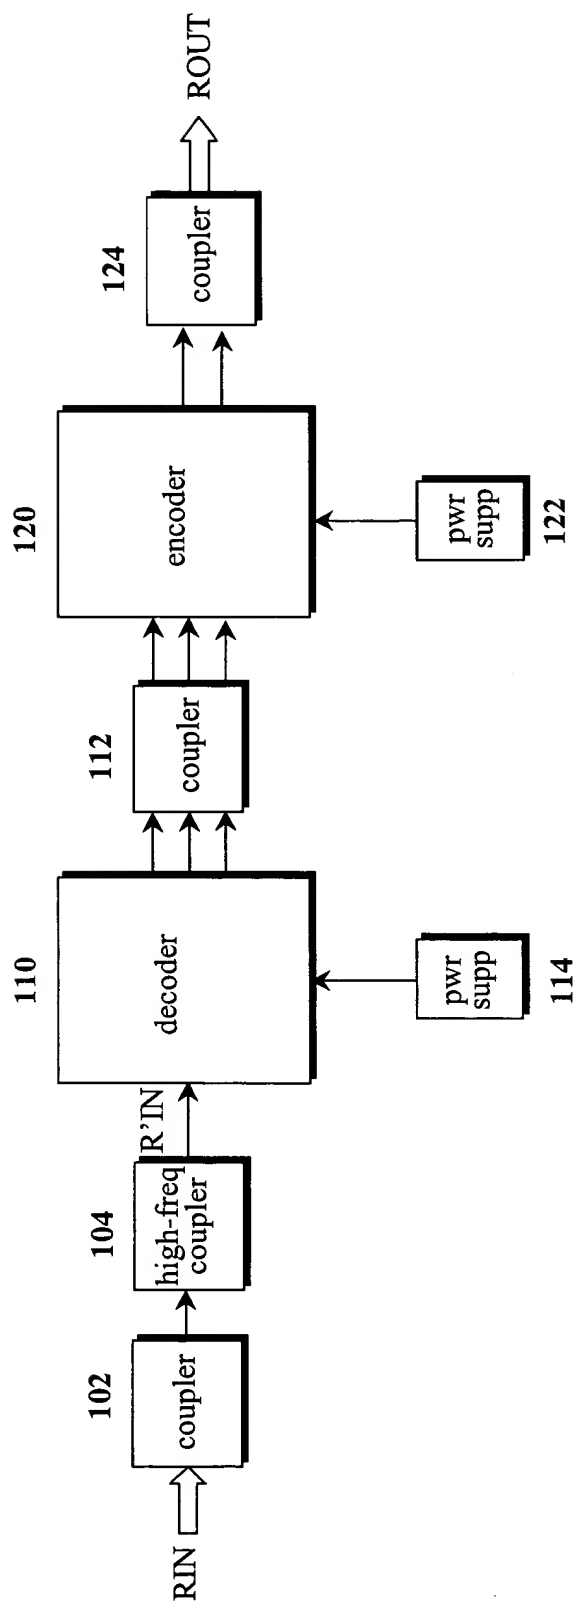 RIN
102
coupler
104
high-freq
coupler
R'IN
110
decoder
114
pwr
supp
112
coupler
120
encoder
122
pwr
supp
124
coupler
ROUT